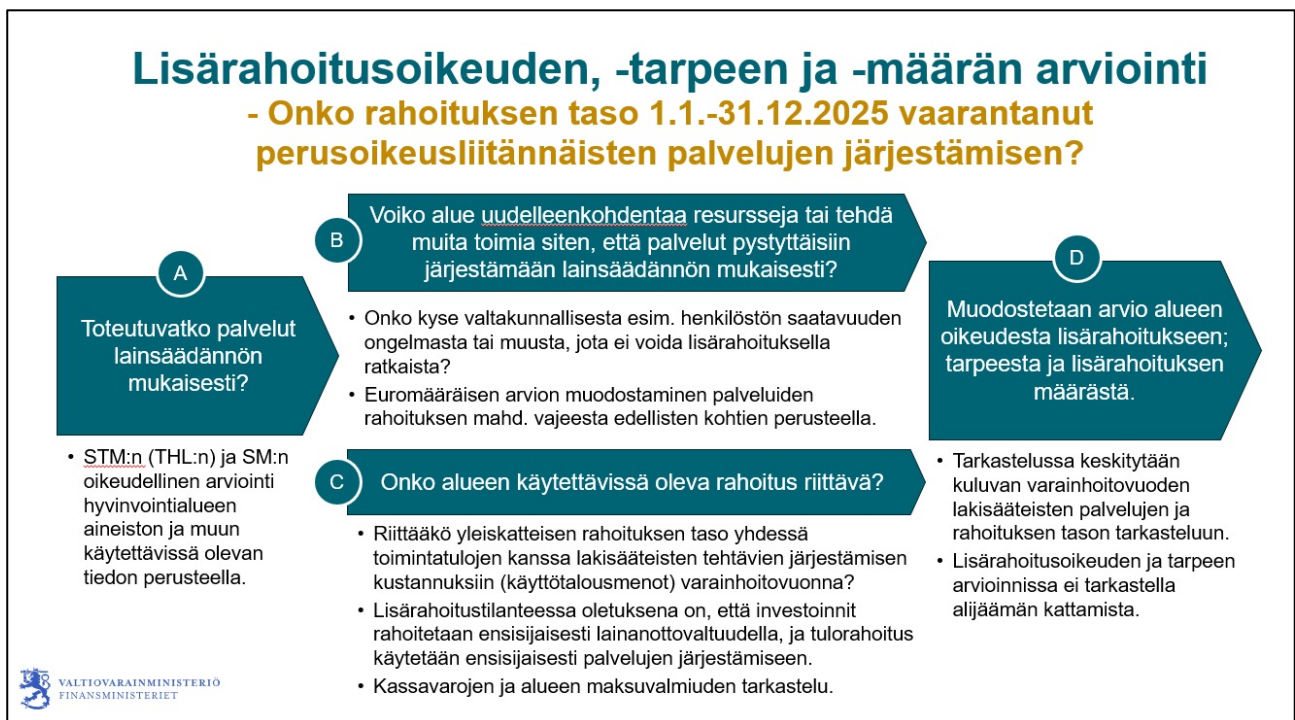 Lisärahoitusoikeuden, -tarpeen ja -määrän arviointi
- Onko rahoituksen taso 1.1.-31.12.2025 vaarantanut
perusoikeusliitännäisten palvelujen järjestämisen?
A
Toteutuvatko palvelut
lainsäädännön
mukaisesti?
• STM:n (THL:n) ja SM:n
oikeudellinen arviointi
hyvinvointialueen
aineiston ja muun
käytettävissä olevan
tiedon perusteella.
B
Voiko alue uudelleenkohdentaa resursseja tai tehdä
muita toimia siten, että palvelut pystyttäisiin
järjestämään lainsäädännön mukaisesti?
• Onko kyse valtakunnallisesta esim. henkilöstön saatavuuden
ongelmasta tai muusta, jota ei voida lisärahoituksella
ratkaista?
• Euromääräisen arvion muodostaminen palveluiden
rahoituksen mahd. vajeesta edellisten kohtien perusteella.
C
Onko alueen käytettävissä oleva rahoitus riittävä?
• Riittääkö yleiskatteisen rahoituksen taso yhdessä
toimintatulojen kanssa lakisääteisten tehtävien järjestämisen
kustannuksiin (käyttötalousmenot) varainhoitovuonna?
• Lisärahoitustilanteessa oletuksena on, että investoinnit
rahoitetaan ensisijaisesti lainanottovaltuudella, ja tulorahoitus
käytetään ensisijaisesti palvelujen järjestämiseen.
• Kassavarojen ja alueen maksuvalmiuden tarkastelu.
D
Muodostetaan arvio alueen
oikeudesta lisärahoitukseen;
tarpeesta ja lisärahoituksen
määrästä.
• Tarkastelussa keskitytään
kuluvan varainhoitovuoden
lakisääteisten palvelujen ja
rahoituksen tason tarkasteluun.
• Lisärahoitusoikeuden ja tarpeen
arvioinnissa ei tarkastella
alijäämän kattamista.
VALTIOVARAINMINISTERIÖ
FINANSMINISTERIET